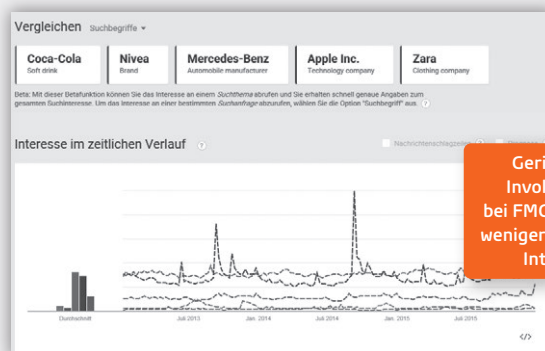 Vergleichen Suchbegriffe
Coca-Cola
Soft drink
Nivea
Brand
Mercedes-Benz
Automobile manufacturer
Apple Inc.
Technology company
Zara
Clothing company
Beta: Mit dieser Betafunktion können Sie das Interesse an einem Suchthema abrufen und Sie erhalten schnell genaue Angaben zum
gesamten Suchinteresse. Um das Interesse an einer bestimmten Suchanfrage abzurufen, wählen Sie die Option "Suchbegriff" aus. ?
Interesse im zeitlichen Verlauf ?
Nachrichtenschlagzeilen ?
Geri
Invol
bei FMC
weniger
Int
Durchschnitt
Juli 2013
Jan. 2014
Juli 2014
Jan. 2015
Juli 2015
</>